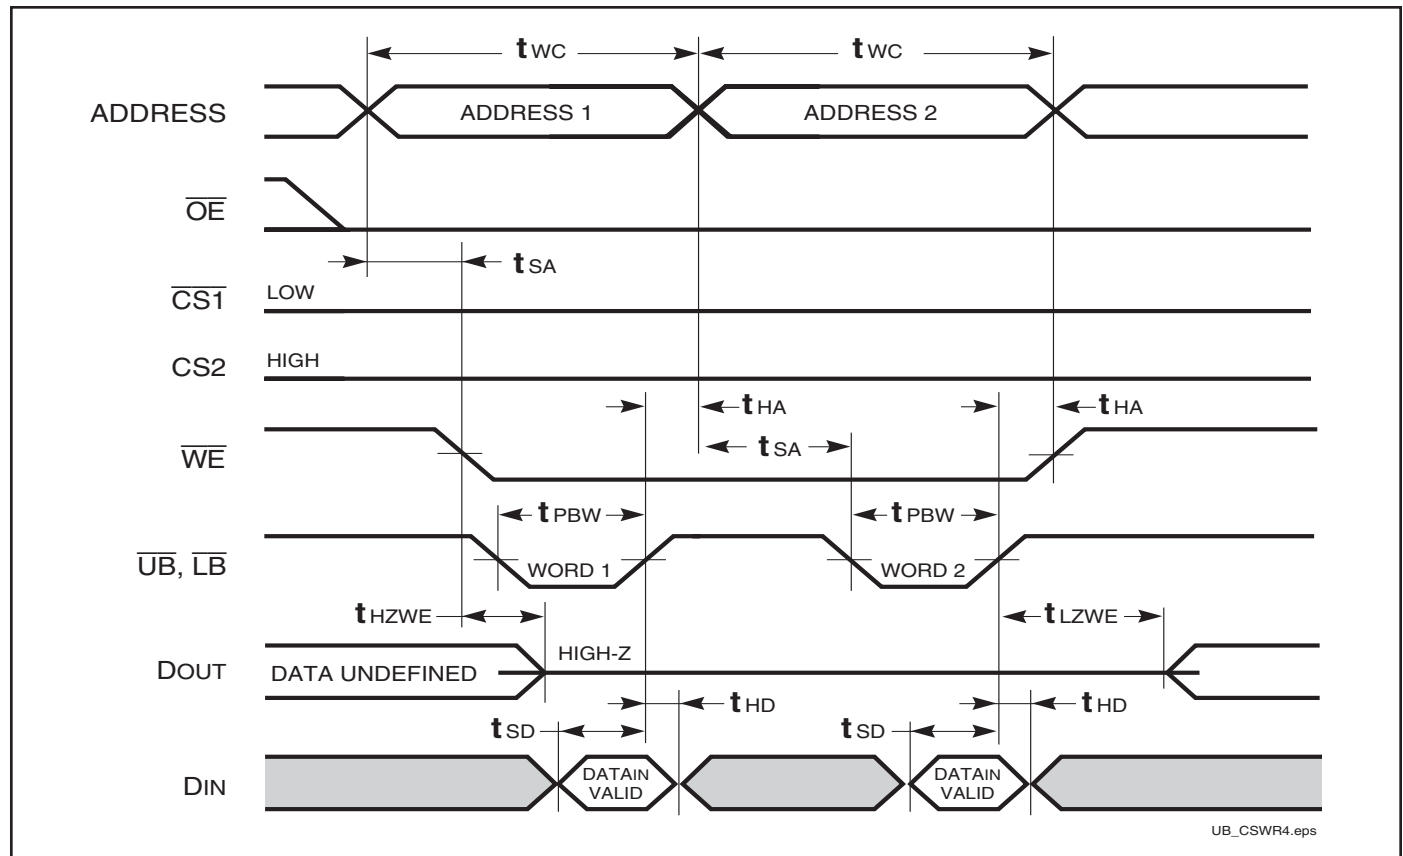 tWC tWC
ADDRESS ADDRESS 1 ADDRESS 2
OE
tSA
CS1 LOW
CS2 HIGH
tHA tHA
WE tSA
tPBW tPBW
UB, LB WORD 1 WORD 2
tHZWE tLZWE
DOUT DATA UNDEFINED HIGH-Z
tHD tHD
tSD tSD
DIN DATAIN VALID DATAIN VALID
UB_CSWR4.eps